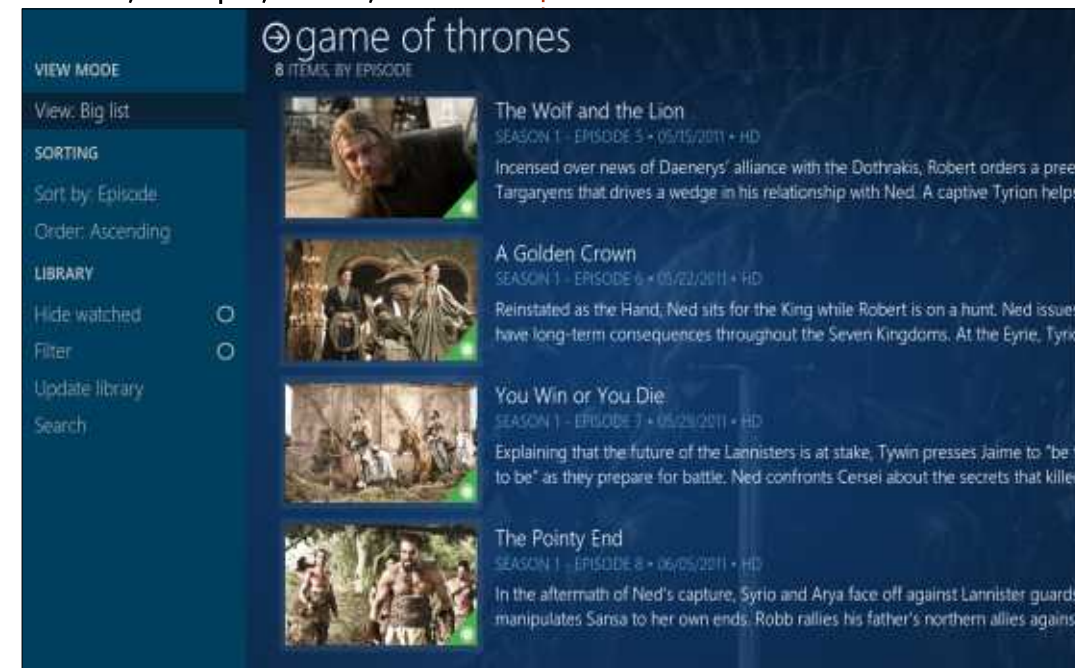 VIEW MODE
View: Big list
SORTING
Sort by: Episode
Order: Ascending
LIBRARY
Hide watched
Filter
Update library
Search
game of thrones
8 ITEMS, BY EPISODE
The Wolf and the Lion
SEASON 1 - EPISODE 5 • 05/15/2011 • HD
Incensed over news of Daenerys' alliance with the Dothrakis, Robert orders a pree
Targaryens that drives a wedge in his relationship with Ned. A captive Tyrion helps
A Golden Crown
SEASON 1 - EPISODE 6 • 05/22/2011 • HD
Reinstated as the Hand, Ned sits for the King while Robert is on a hunt. Ned issues
have long-term consequences throughout the Seven Kingdoms. At the Eyrie, Tyrio
You Win or You Die
SEASON 1 - EPISODE 7 • 05/29/2011 • HD
Explaining that the future of the Lannisters is at stake, Tywin presses Jaime to "be
to be" as they prepare for battle. Ned confronts Cersei about the secrets that killed
The Pointy End
SEASON 1 - EPISODE 8 • 06/05/2011 • HD
In the aftermath of Ned's capture, Syrio and Arya face off against Lannister guards
manipulates Sansa to her own ends. Robb rallies his father's northern allies agains